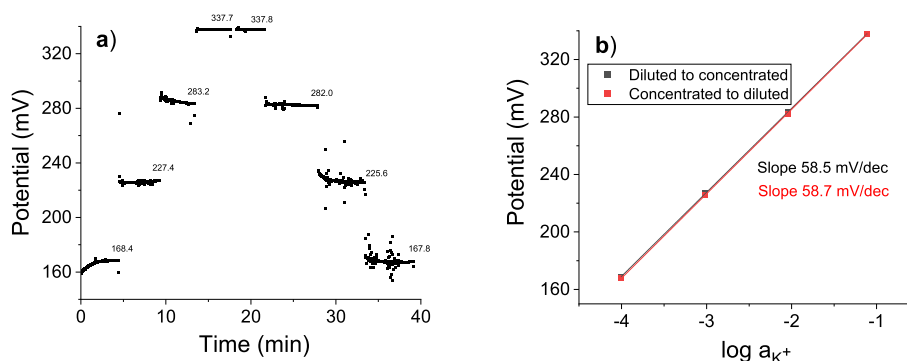 a)
337.7
337.8
283.2
282.0
227.4
225.6
168.4
167.8
Potential (mV)
160
200
240
280
320
0
10
20
30
40
Time (min)
b)
Diluted to concentrated
Concentrated to diluted
Slope 58.5 mV/dec
Slope 58.7 mV/dec
Potential (mV)
160
200
240
280
320
-4
-3
-2
-1
log aK+